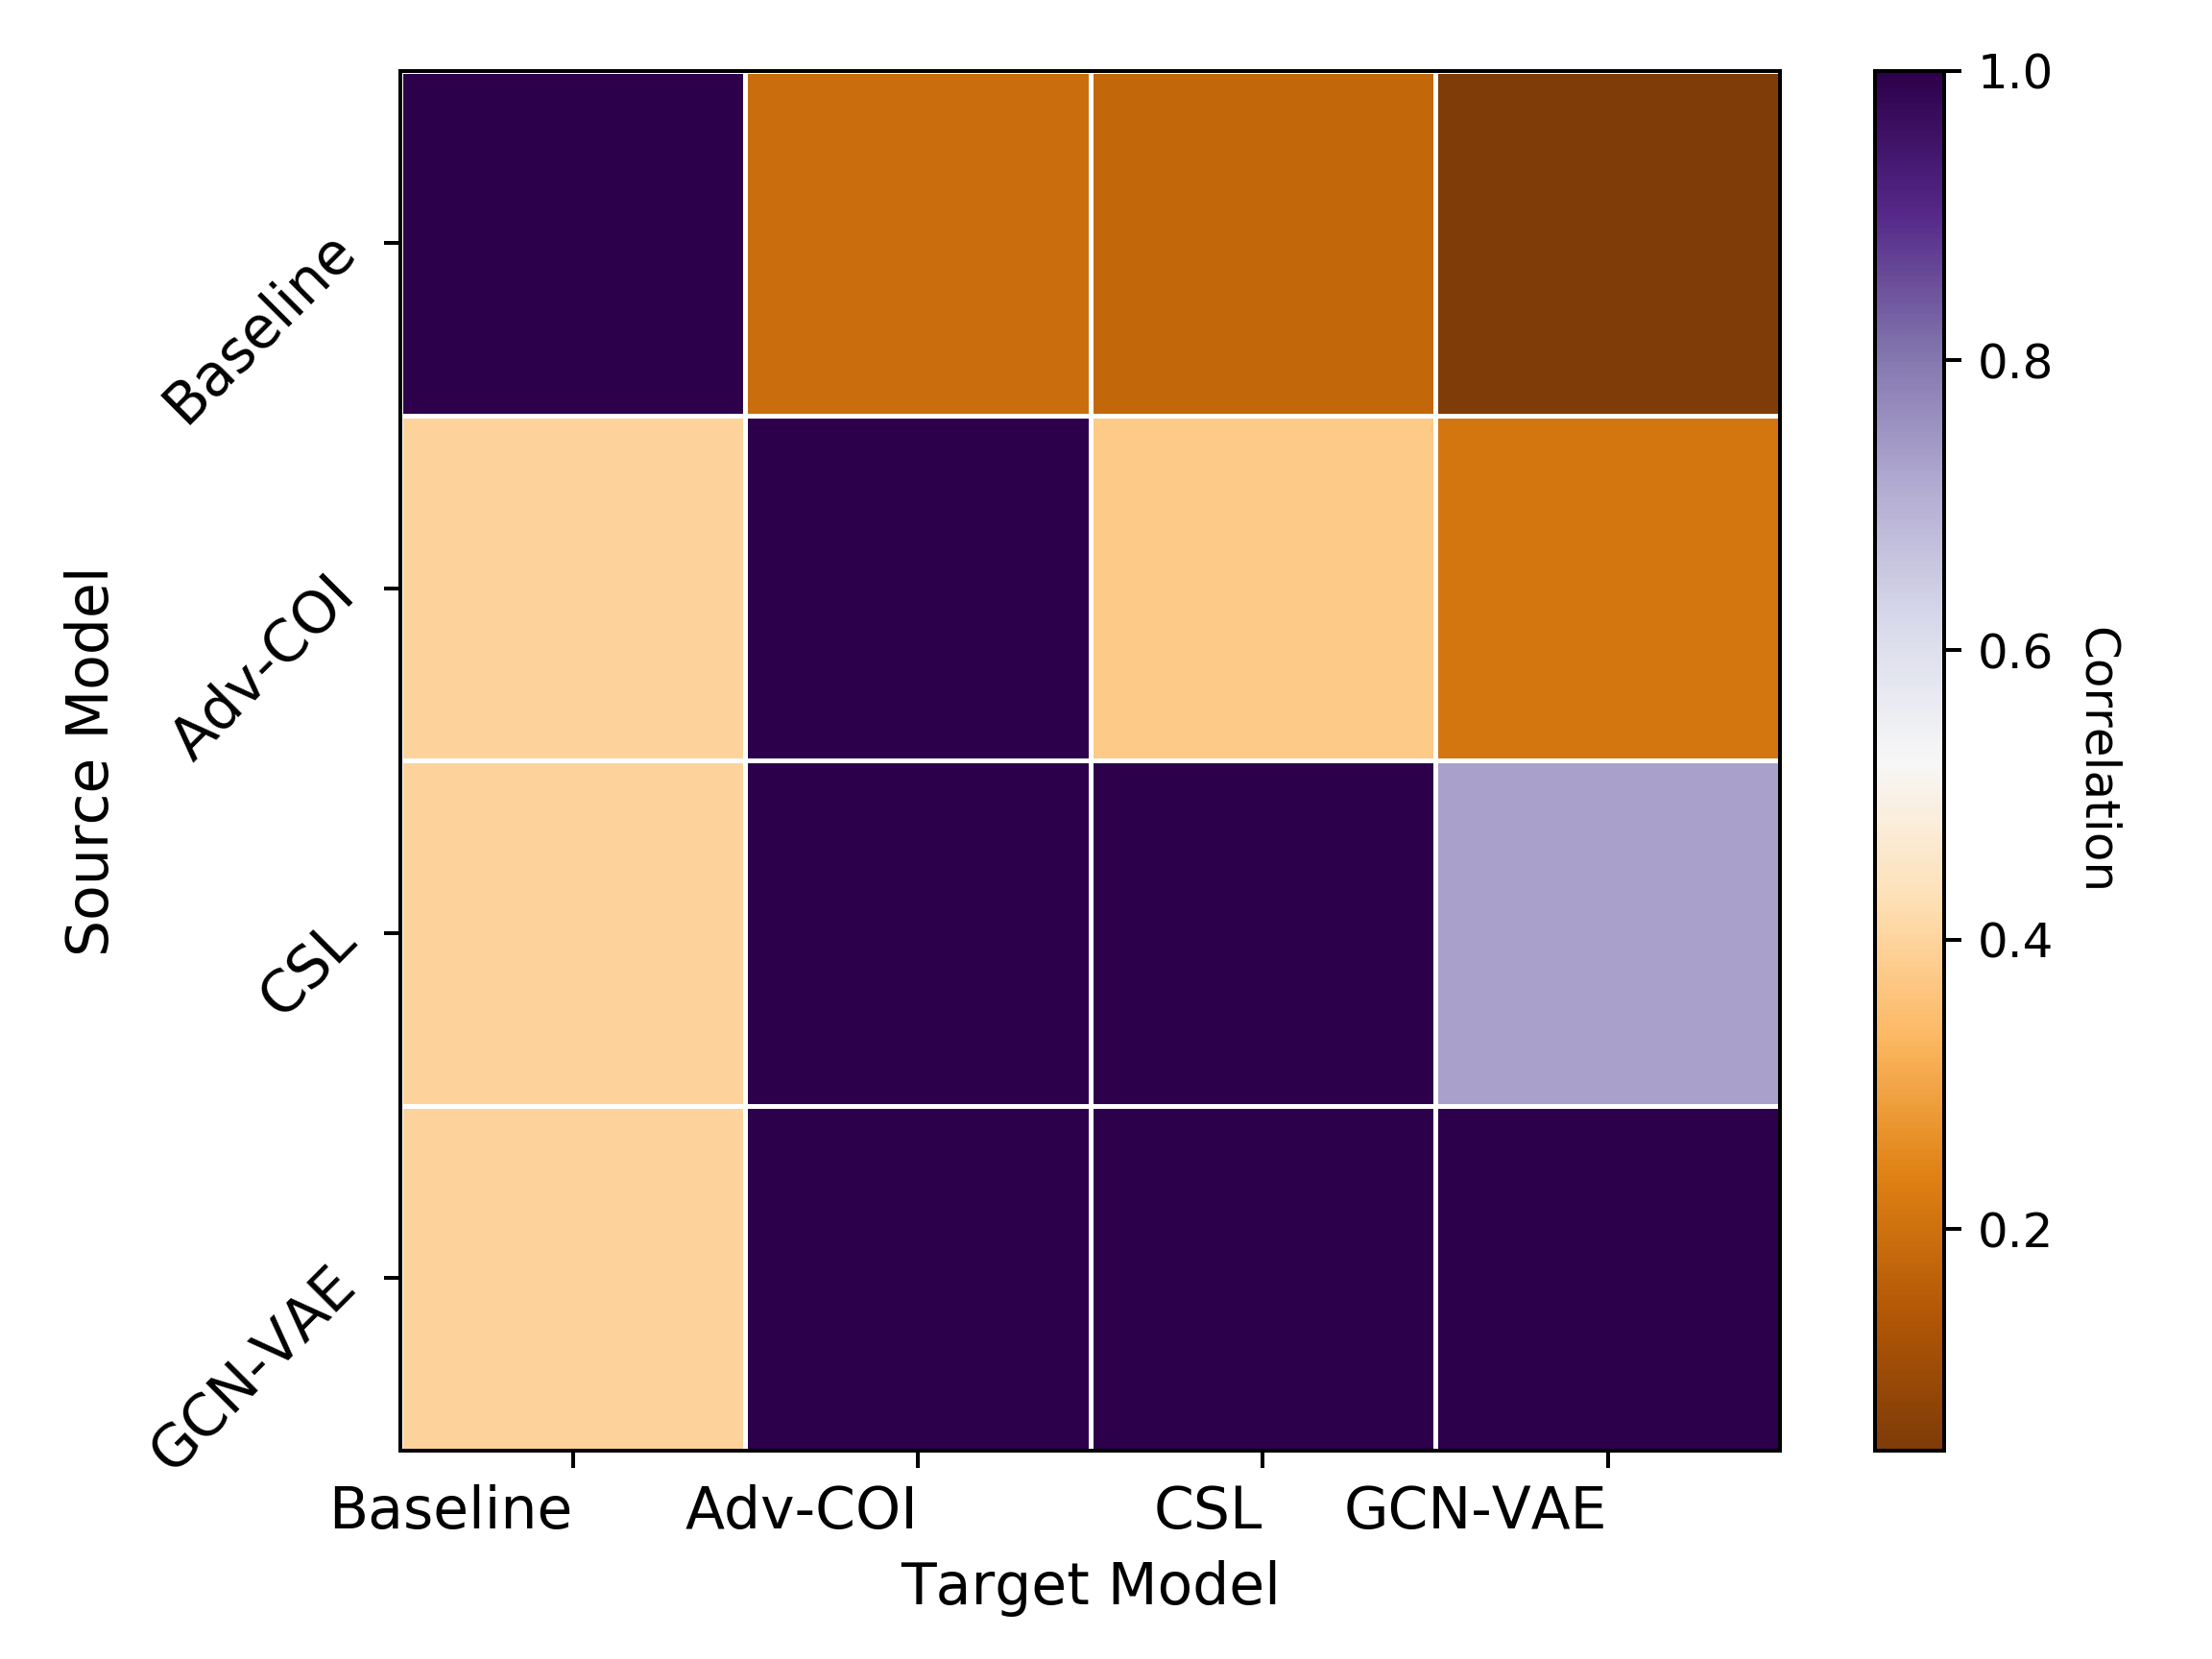 Source Model
Baseline
Adv-COI
CSL
GCN-VAE
Baseline
Adv-COI
CSL
GCN-VAE
Target Model
1.0
0.8
0.6
0.4
0.2
Correlation